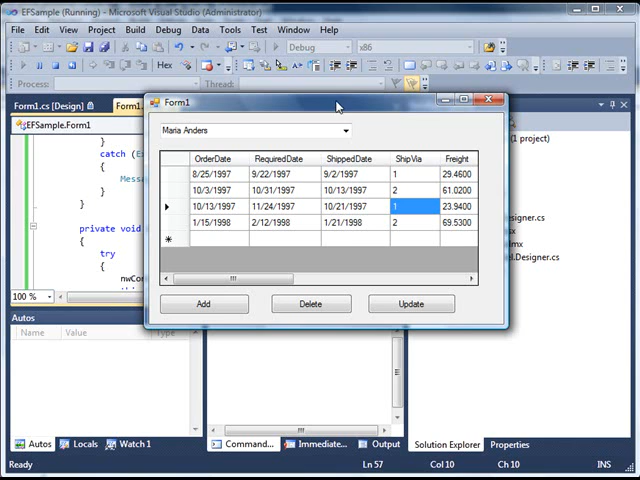 EFSample (Running) - Microsoft Visual Studio (Administrator)
File Edit View Project Build Debug Data Tools Test Window Help
Debug x86
Hex
Process: Thread:
Form1.cs [Design] Form1.
EFSample.Form1
}
catch (E
{
Messa
}
}
private void
{
try
{
nwCon
this
100 %
Form1
Maria Anders
OrderDate RequiredDate ShippedDate ShipVia Freight
8/25/1997 9/22/1997 9/2/1997 1 29.4600
10/3/1997 10/31/1997 10/13/1997 2 61.0200
10/13/1997 11/24/1997 10/21/1997 1 23.9400
1/15/1998 2/12/1998 1/21/1998 2 69.5300
Add Delete Update
1 project)
esigner.cs
sx
mx
el.Designer.cs
Autos
Name Value Type
Autos Locals Watch 1
Command... Immediate... Output
Solution Explorer Properties
Ready Ln 57 Col 10 Ch 10 INS